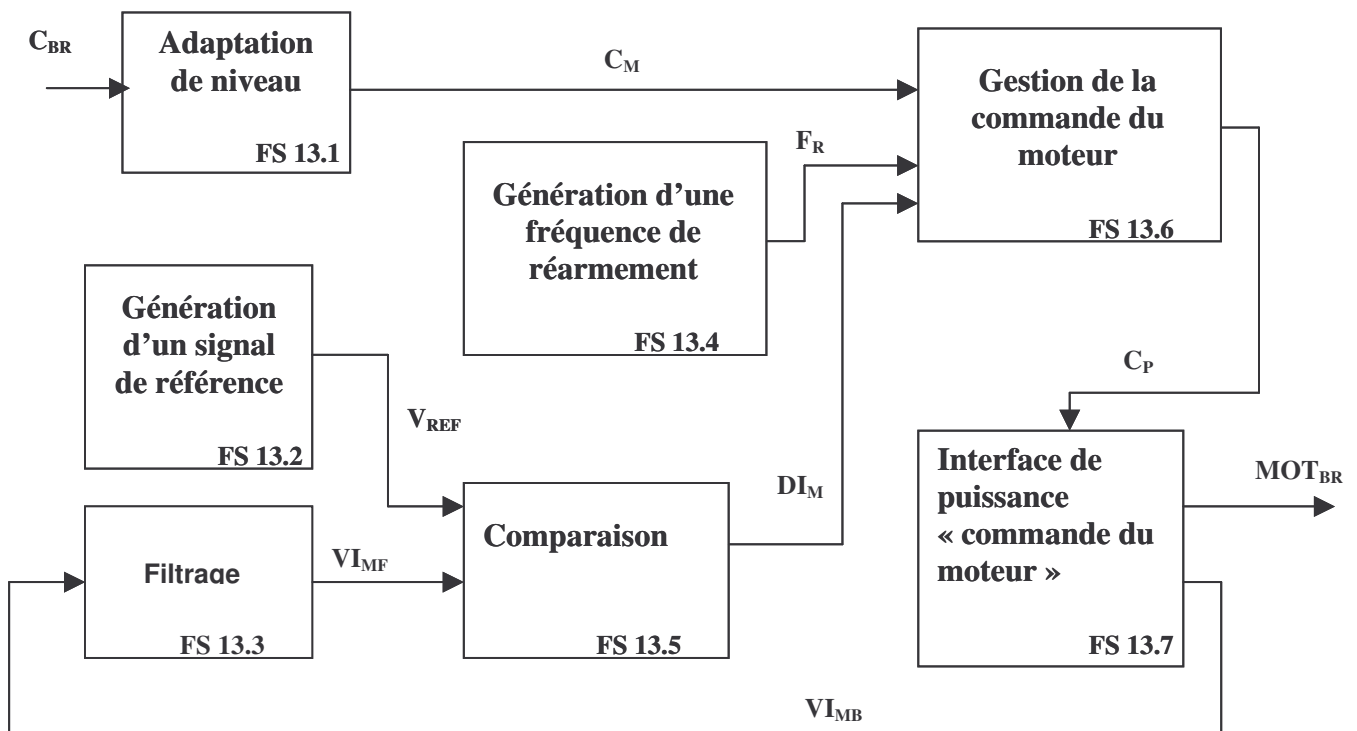 C_BR
Adaptation
de niveau
FS 13.1
C_M
Gestion de la
commande du
moteur
FS 13.6
F_R
Génération d'une
fréquence de
réarmement
FS 13.4
Génération
d'un signal
de référence
FS 13.2
V_REF
C_P
Interface de
puissance
« commande du
moteur »
FS 13.7
MOT_BR
DI_M
Comparaison
FS 13.5
Filtrage
FS 13.3
VI_MF
VI_MB